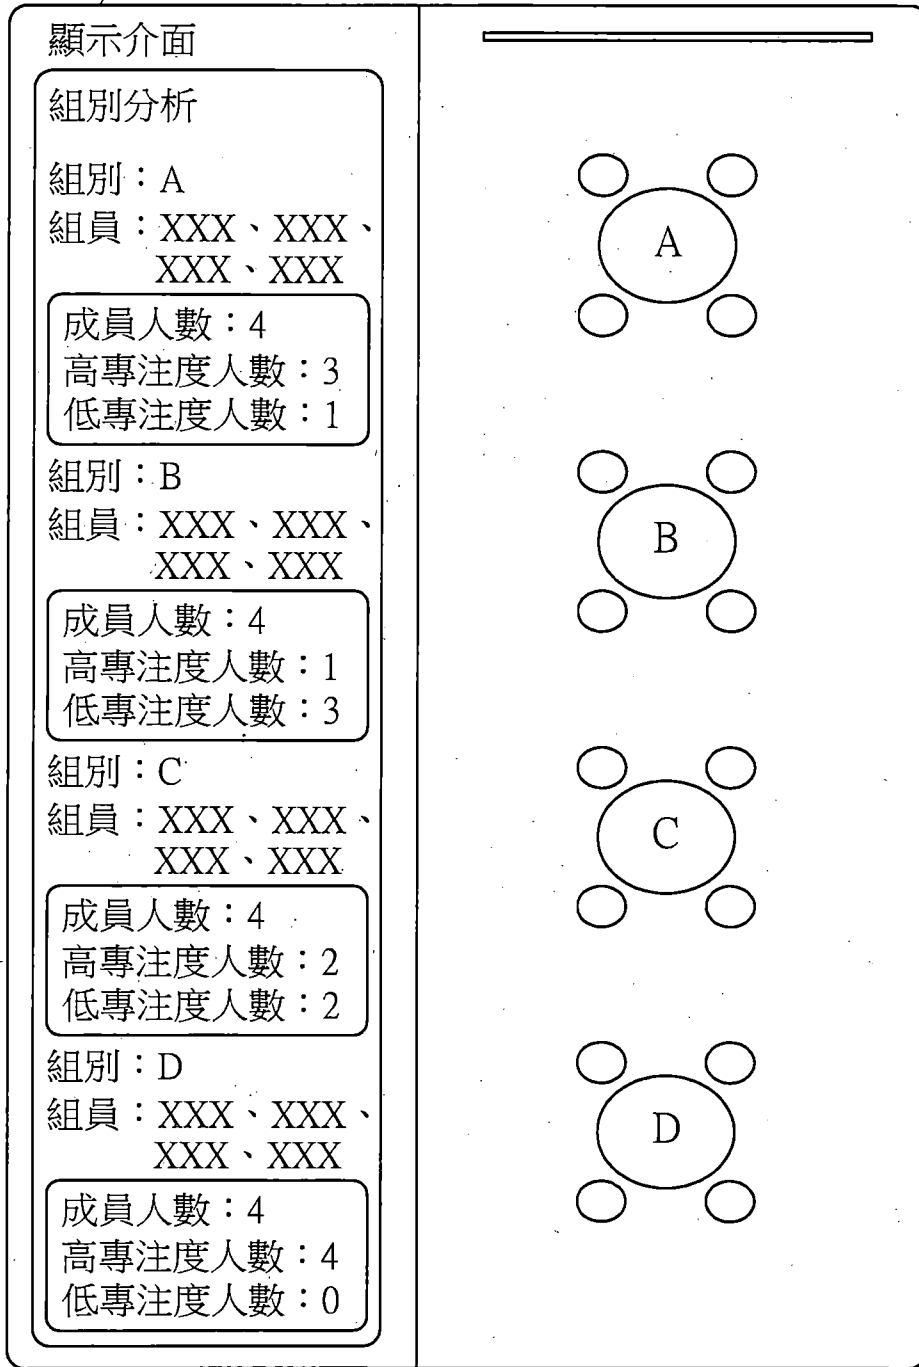 顯示介面
組別分析
組別：A
組員：XXX、XXX、
XXX、XXX
成員人數：4
高專注度人數：3
低專注度人數：1
組別：B
組員：XXX、XXX、
XXX、XXX
成員人數：4
高專注度人數：1
低專注度人數：3
組別：C
組員：XXX、XXX、
XXX、XXX
成員人數：4
高專注度人數：2
低專注度人數：2
組別：D
組員：XXX、XXX、
XXX、XXX
成員人數：4
高專注度人數：4
低專注度人數：0
A
B
C
D